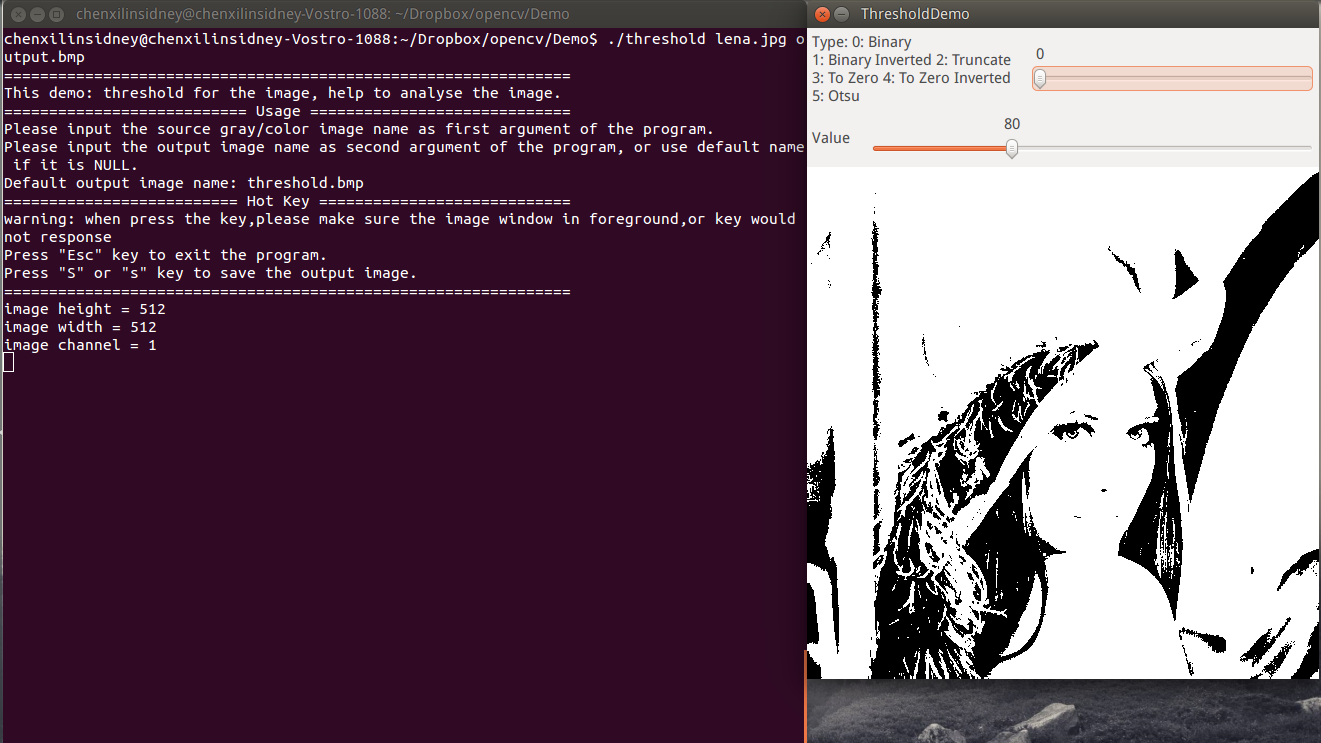 chenxilinsidney@chenxilinsidney-Vostro-1088: ~/Dropbox/opencv/Demo
chenxilinsidney@chenxilinsidney-Vostro-1088:~/Dropbox/opencv/Demo$ ./threshold lena.jpg o
utput.bmp
===============================================================
This demo: threshold for the image, help to analyse the image.
=========================== Usage =============================
Please input the source gray/color image name as first argument of the program.
Please input the output image name as second argument of the program, or use default name
 if it is NULL.
Default output image name: threshold.bmp
========================== Hot Key ============================
warning: when press the key,please make sure the image window in foreground,or key would
not response
Press "Esc" key to exit the program.
Press "S" or "s" key to save the output image.
===============================================================
image height = 512
image width = 512
image channel = 1
ThresholdDemo
Type: 0: Binary
1: Binary Inverted 2: Truncate
3: To Zero 4: To Zero Inverted
5: Otsu
0
Value
80